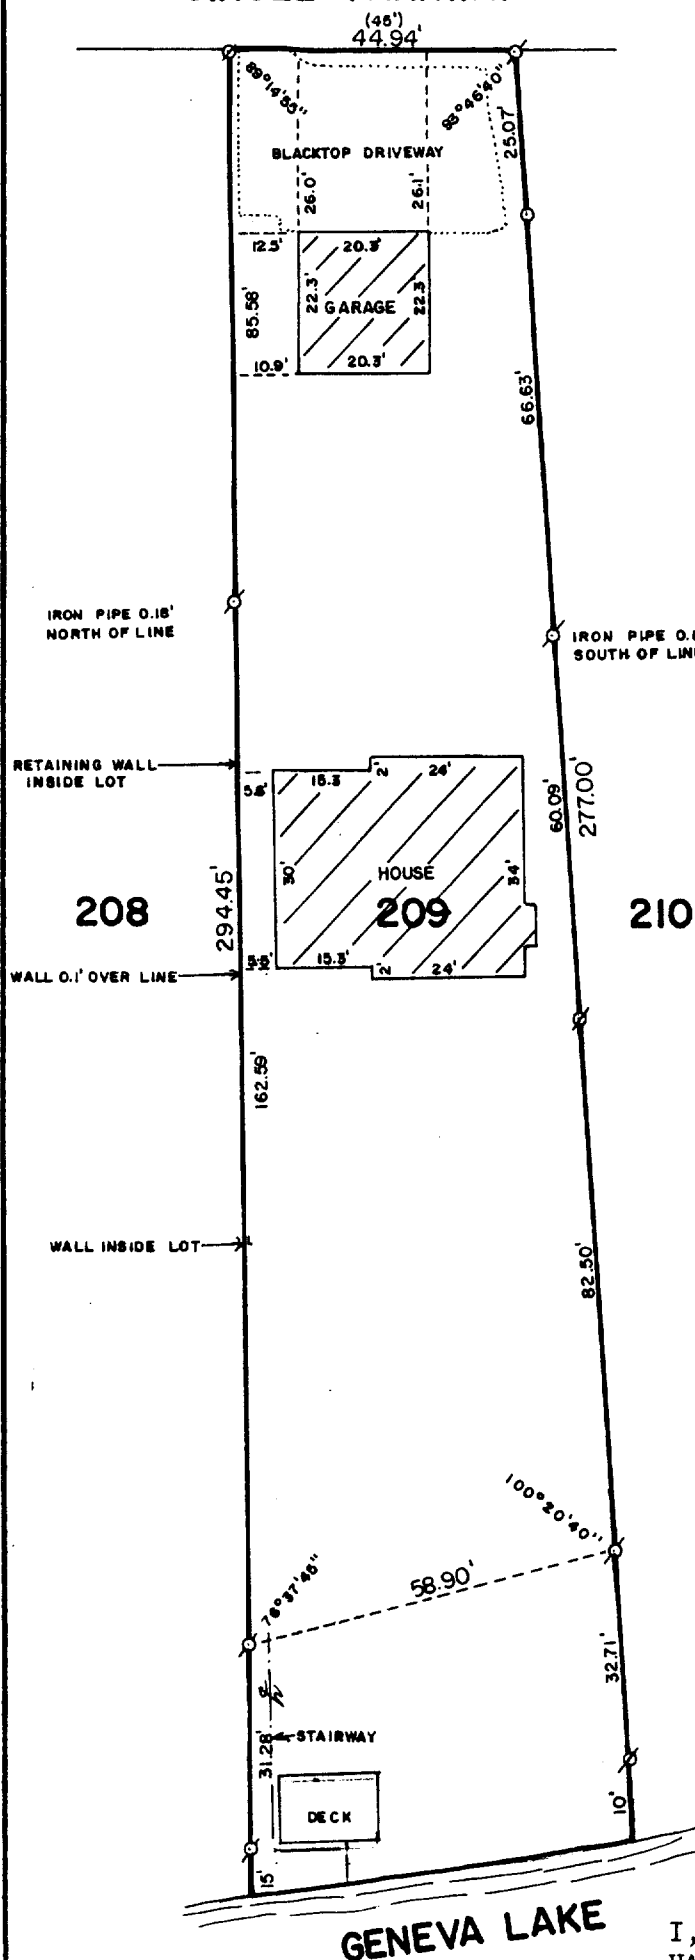 (45')
44.94'
89°14'55"
93°46'40"
25.07'
BLACKTOP DRIVEWAY
26.0'
26.1'
12.5'
20.3'
85.58'
22.3'
GARAGE
22.3'
10.9'
20.3'
66.63'
IRON PIPE 0.18'
NORTH OF LINE
IRON PIPE
SOUTH OF
RETAINING WALL
INSIDE LOT
5.8'
15.3
2'
24'
60.09'
277.00'
30'
HOUSE
34'
208
294.45'
209
210
WALL 0.1' OVER LINE
5.5'
15.3'
2'
24'
162.59'
WALL INSIDE LOT
82.50'
100°20'40"
76°37'45"
58.90'
32.71'
STAIRWAY
31.28'
DECK
10'
15'
GENEVA LAKE
I,